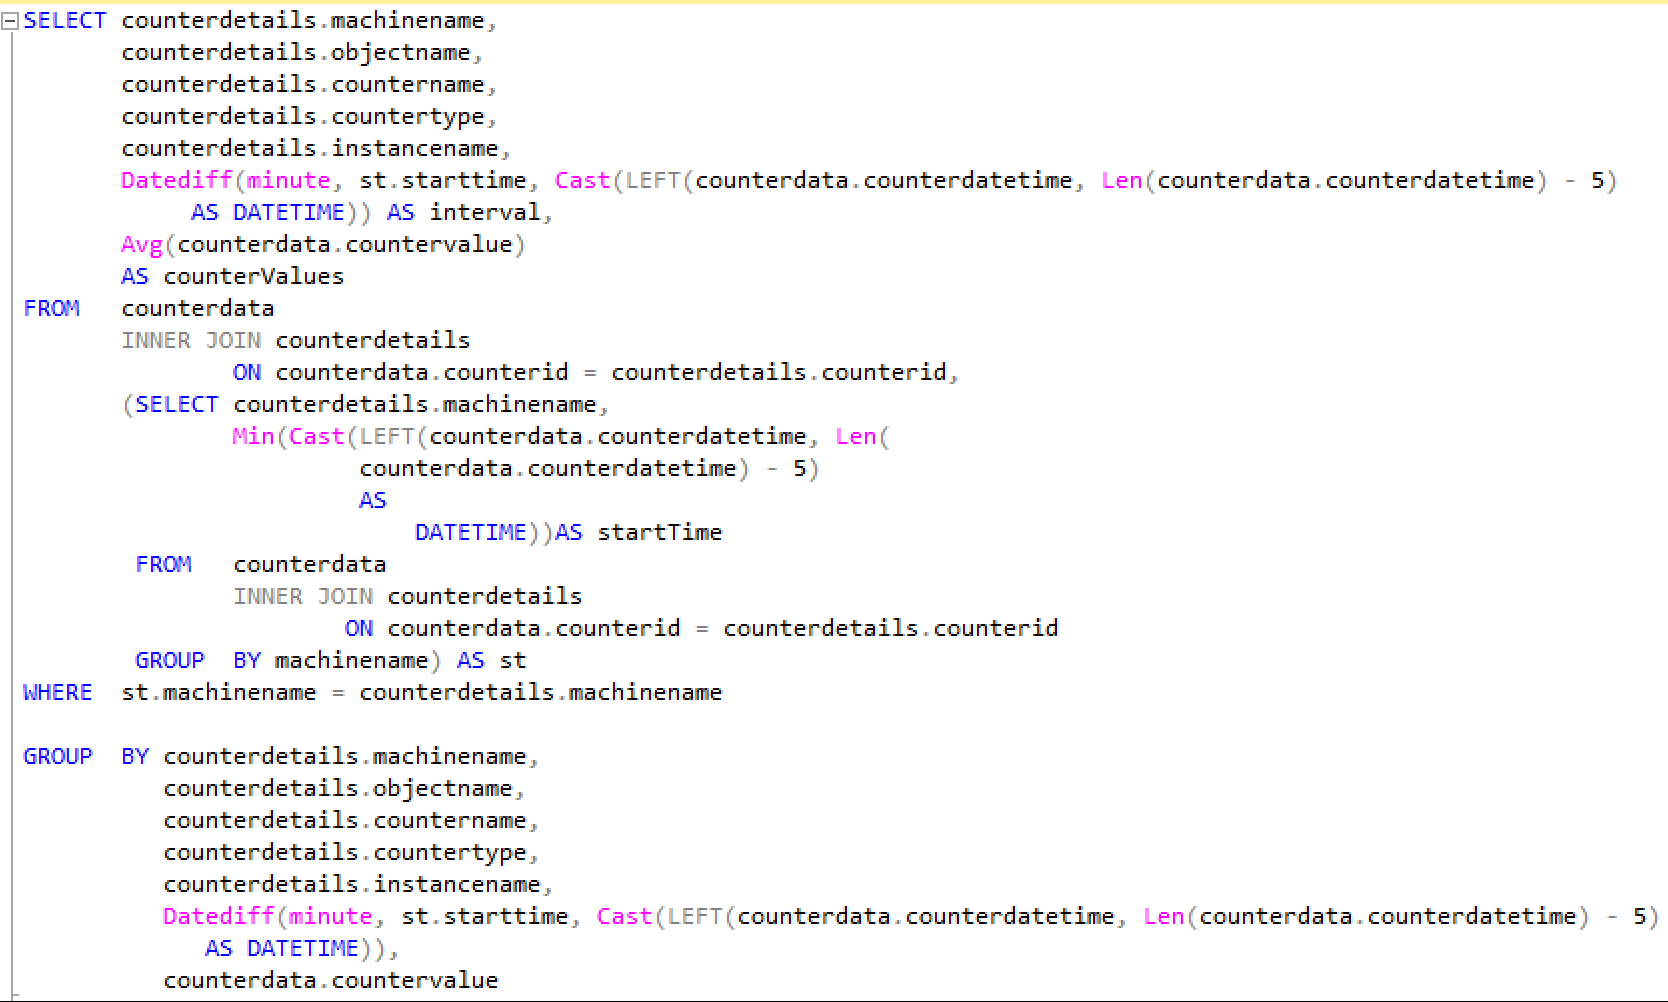 SELECT counterdetails.machinename,
counterdetails.objectname,
counterdetails.countername,
counterdetails.countertype,
counterdetails.instancename,
Datediff(minute, st.starttime, Cast(LEFT(counterdata.counterdatetime, Len(counterdata.counterdatetime) - 5)
AS DATETIME)) AS interval,
Avg(counterdata.countervalue)
AS counterValues
FROM counterdata
INNER JOIN counterdetails
ON counterdata.counterid = counterdetails.counterid,
(SELECT counterdetails.machinename,
Min(Cast(LEFT(counterdata.counterdatetime, Len(
counterdata.counterdatetime) - 5)
AS
DATETIME))AS startTime
FROM counterdata
INNER JOIN counterdetails
ON counterdata.counterid = counterdetails.counterid
GROUP BY machinename) AS st
WHERE st.machinename = counterdetails.machinename
GROUP BY counterdetails.machinename,
counterdetails.objectname,
counterdetails.countername,
counterdetails.countertype,
counterdetails.instancename,
Datediff(minute, st.starttime, Cast(LEFT(counterdata.counterdatetime, Len(counterdata.counterdatetime) - 5)
AS DATETIME)),
counterdata.countervalue